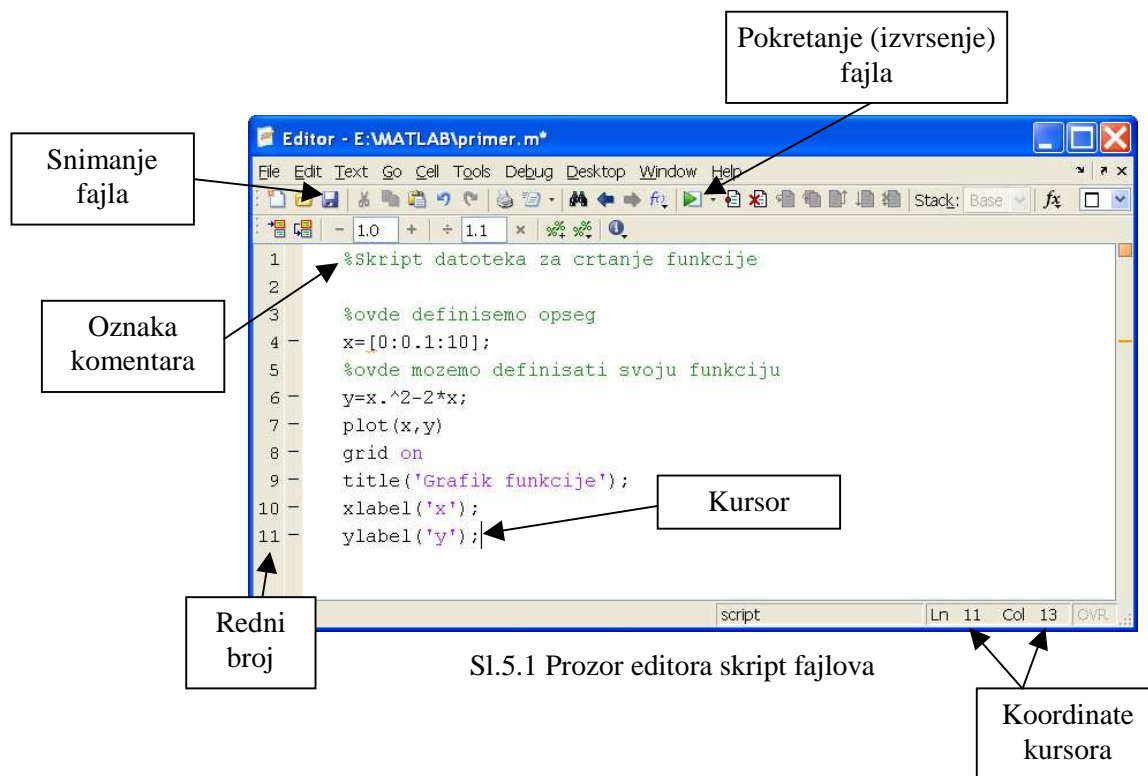 Pokretanje (izvrsenje)
fajla
Snimanje
fajla
Editor - E:\MATLAB\primer.m*
File Edit Text Go Cell Tools Debug Desktop Window Help
Stack: Base fx
- 1.0 + ÷ 1.1 ×
1 %Skript datoteka za crtanje funkcije
2
3 %ovde definisemo opseg
4 - x=[0:0.1:10];
5 %ovde mozemo definisati svoju funkciju
6 - y=x.^2-2*x;
7 - plot(x,y)
8 - grid on
9 - title('Grafik funkcije');
10 - xlabel('x');
11 - ylabel('y');
Oznaka
komentara
Kursor
Redni
broj
script Ln 11 Col 13 OVR
Sl.5.1 Prozor editora skript fajlova
Koordinate
kursora